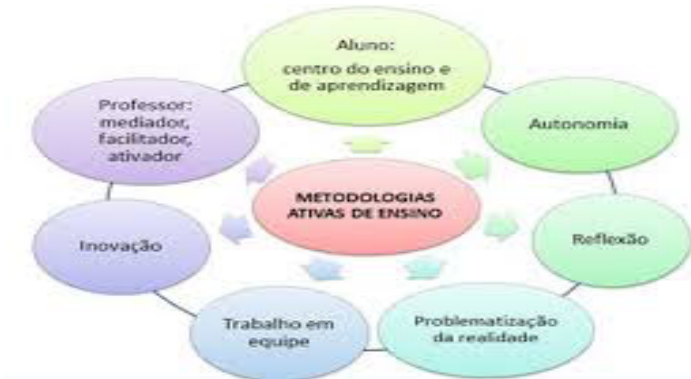 Aluno:
centro do ensino e
de aprendizagem
Autonomia
Reflexão
Problematização
da realidade
Trabalho em
equipe
Inovação
Professor:
mediador,
facilitador,
ativador
METODOLOGIAS
ATIVAS DE ENSINO